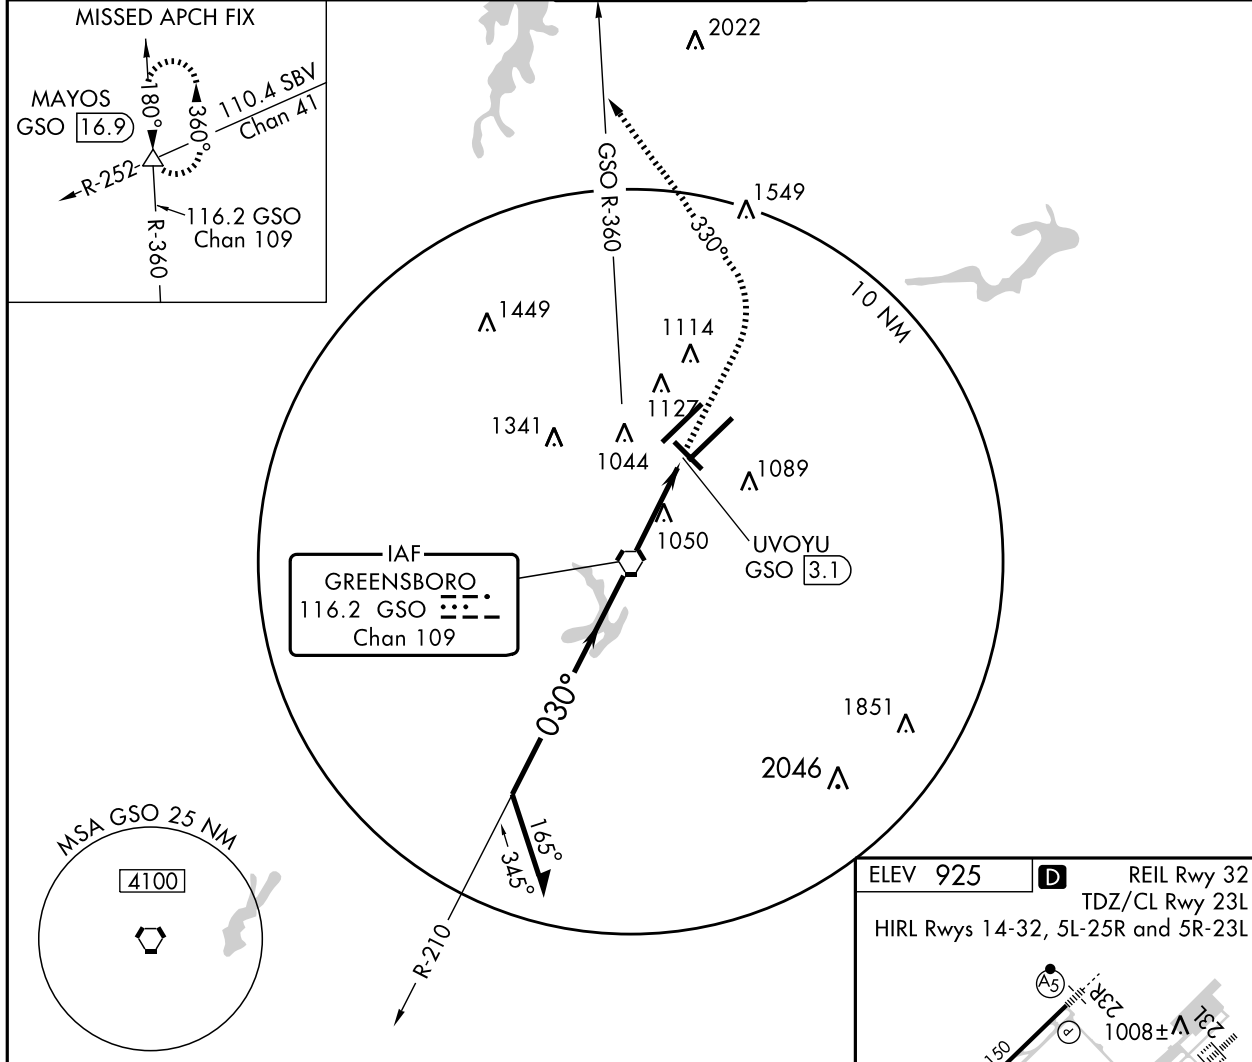 MISSED APCH FIX
MAYOS
GSO 16.9
180°
360°
110.4 SBV
Chan 41
R-252
116.2 GSO
Chan 109
R-360
2022
GSO R-360
330°
1549
10 NM
1449
1114
1127
1341
1044
1089
1050
UVOYU
GSO 3.1
IAF
GREENSBORO
116.2 GSO
Chan 109
030°
1851
2046
165°
345°
R-210
MSA GSO 25 NM
4100
ELEV 925
D
REIL Rwy 32
TDZ/CL Rwy 23L
HIRL Rwys 14-32, 5L-25R and 5R-23L
A5
23R
P
1008±
23L
150